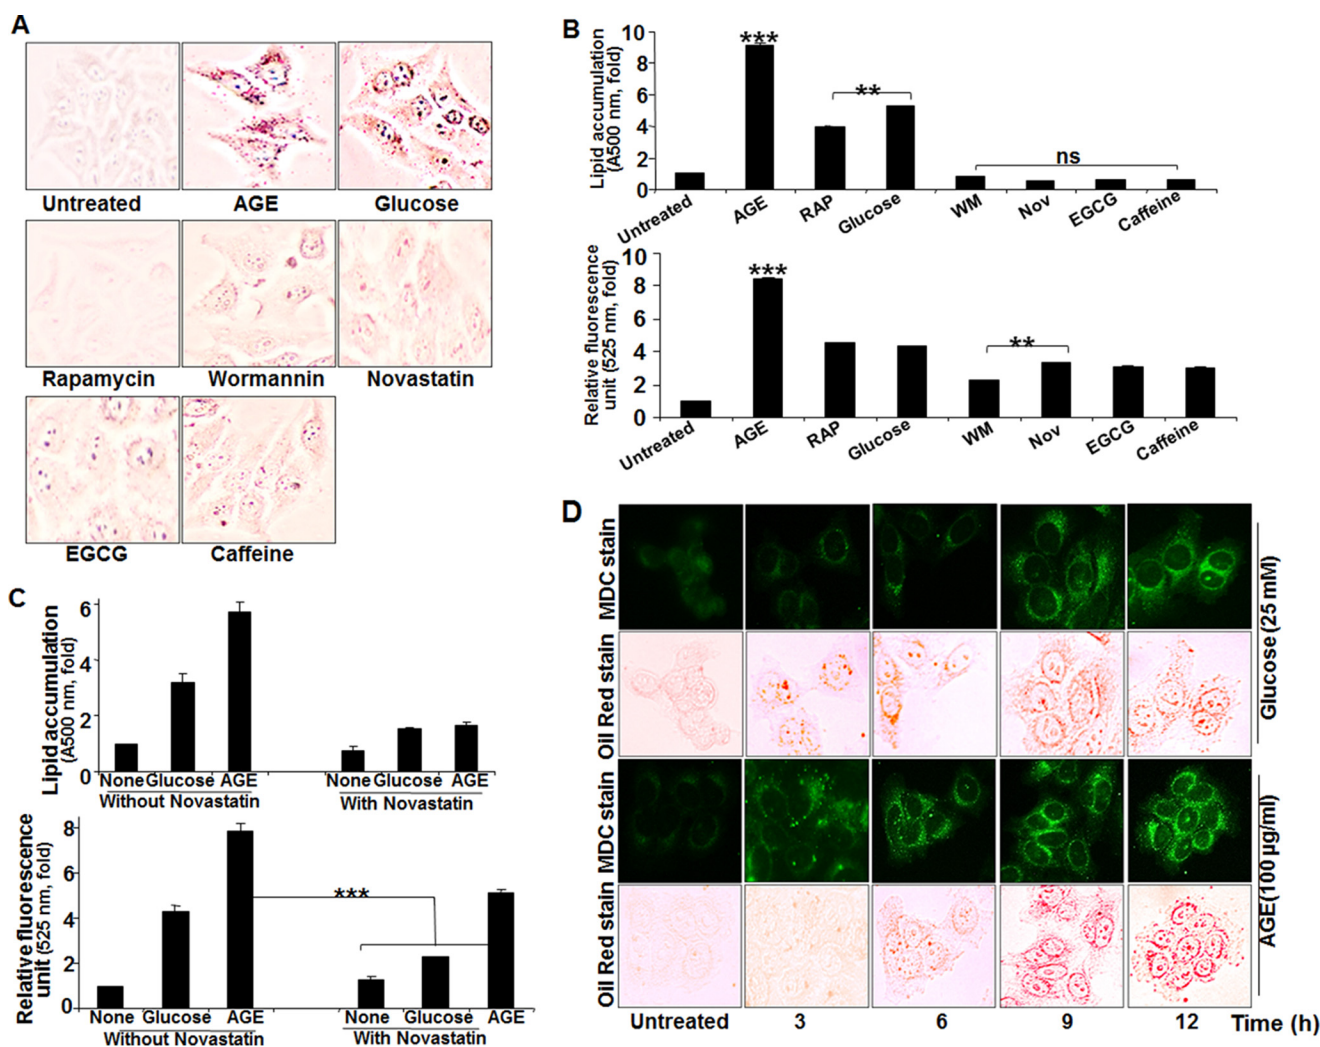 A
Untreated
AGE
Glucose
Rapamycin
Wormannin
Novastatin
EGCG
Caffeine
B
Lipid accumulation
(A500 nm, fold)
10
8
6
4
2
0
***
**
ns
Untreated
AGE
RAP
Glucose
WM
Nov
EGCG
Caffeine
Relative fluorescence
unit (525 nm, fold)
10
8
6
4
2
0
***
**
Untreated
AGE
RAP
Glucose
WM
Nov
EGCG
Caffeine
C
Lipid accumulation
(A500 nm, fold)
6
4
2
0
None Glucose AGE
Without Novastatin
None Glucose AGE
With Novastatin
Relative fluorescence
unit (525 nm, fold)
8
6
4
2
0
***
None Glucose AGE
Without Novastatin
None Glucose AGE
With Novastatin
D
MDC stain
Oil Red stain
MDC stain
Oil Red stain
Glucose (25 mM)
AGE(100 µg/ml)
Untreated 3 6 9 12 Time (h)